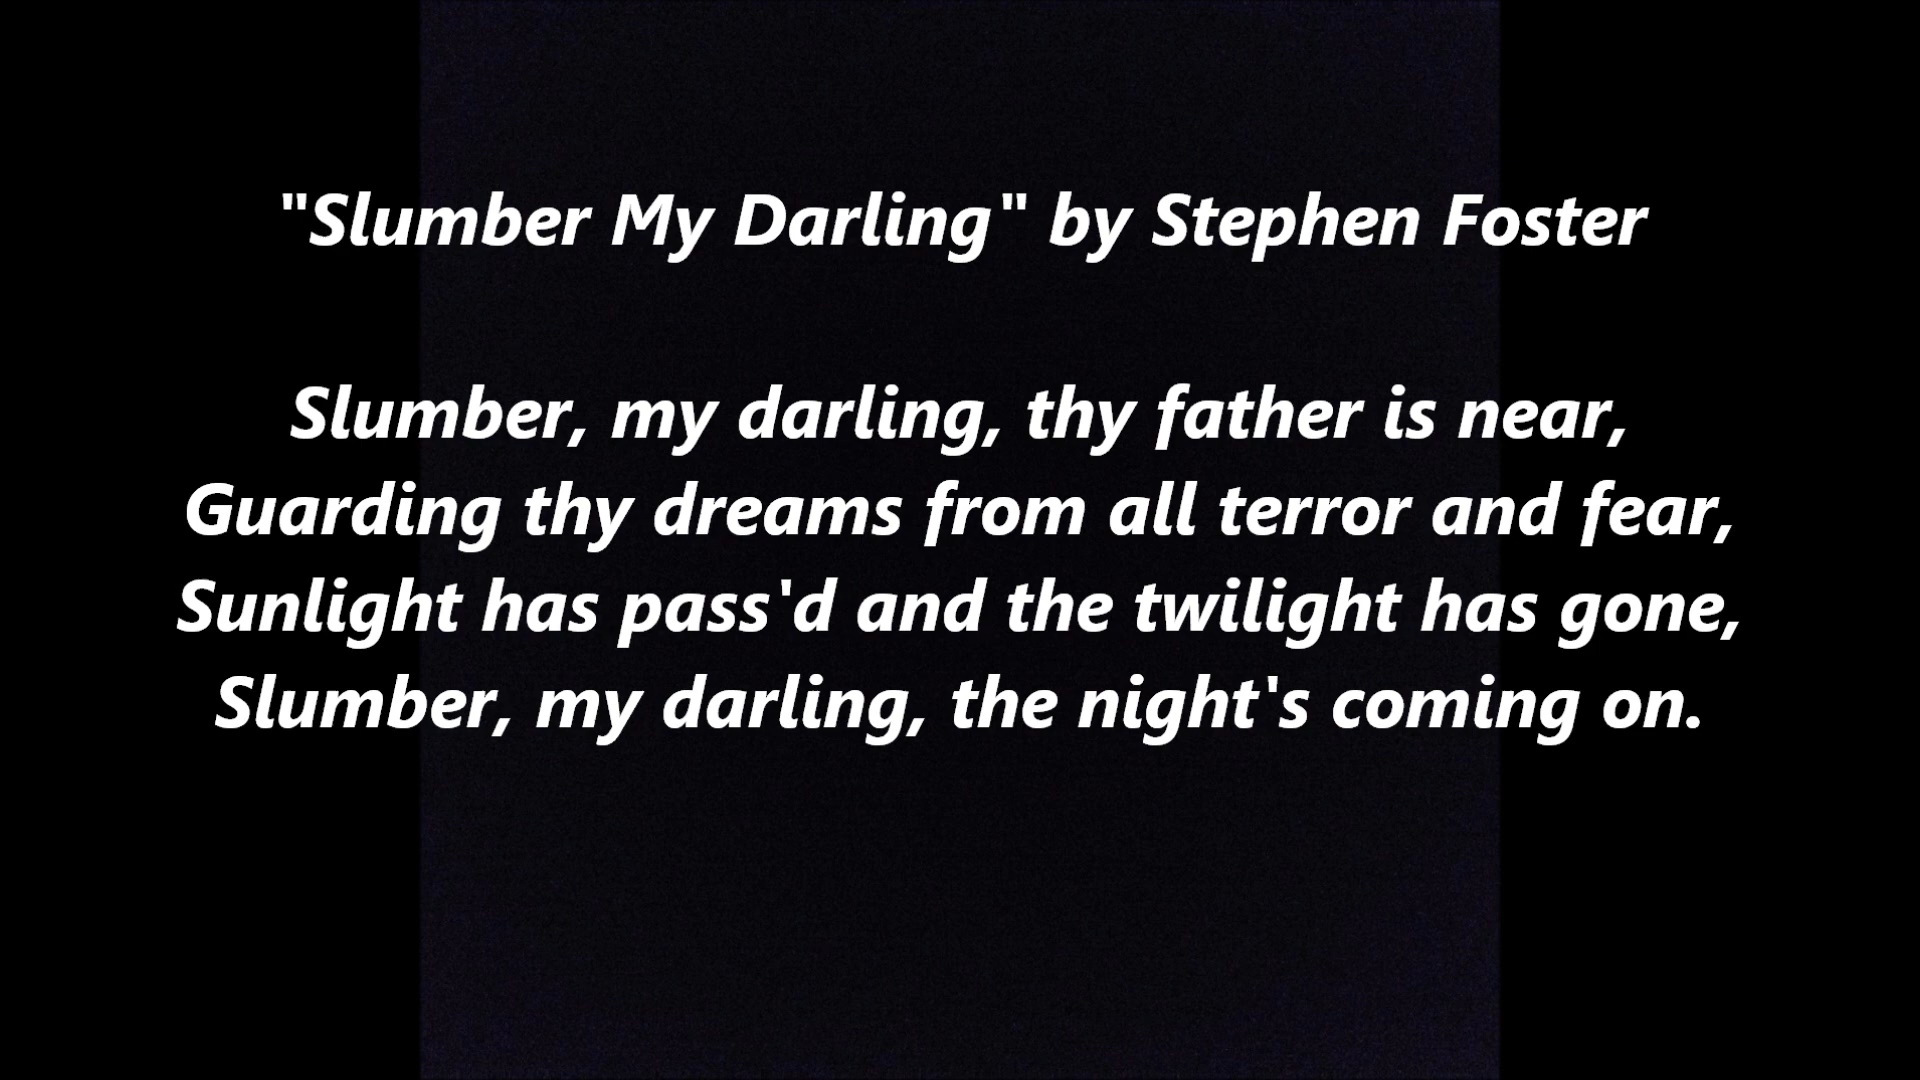 "Slumber My Darling" by Stephen Foster
Slumber, my darling, thy father is near,
Guarding thy dreams from all terror and fear,
Sunlight has pass'd and the twilight has gone,
Slumber, my darling, the night's coming on.